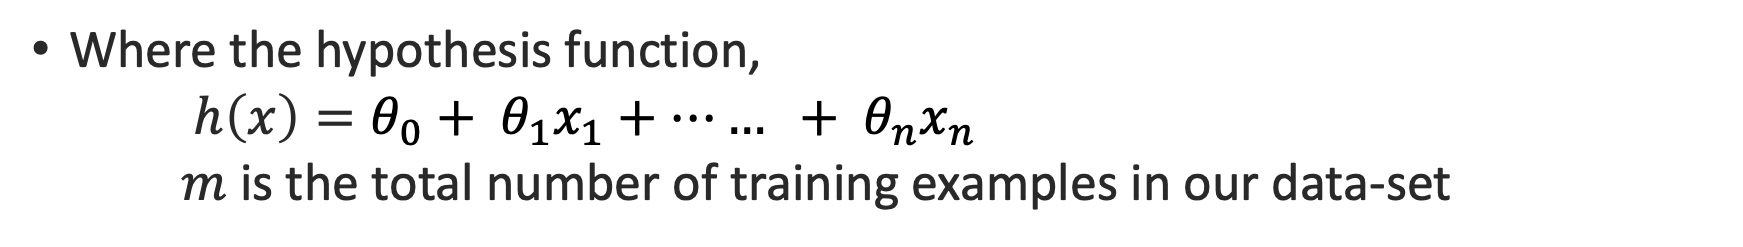 • Where the hypothesis function,
h(x) = θ₀ + θ₁x₁ + ⋯ … + θₙxₙ
m is the total number of training examples in our data-set